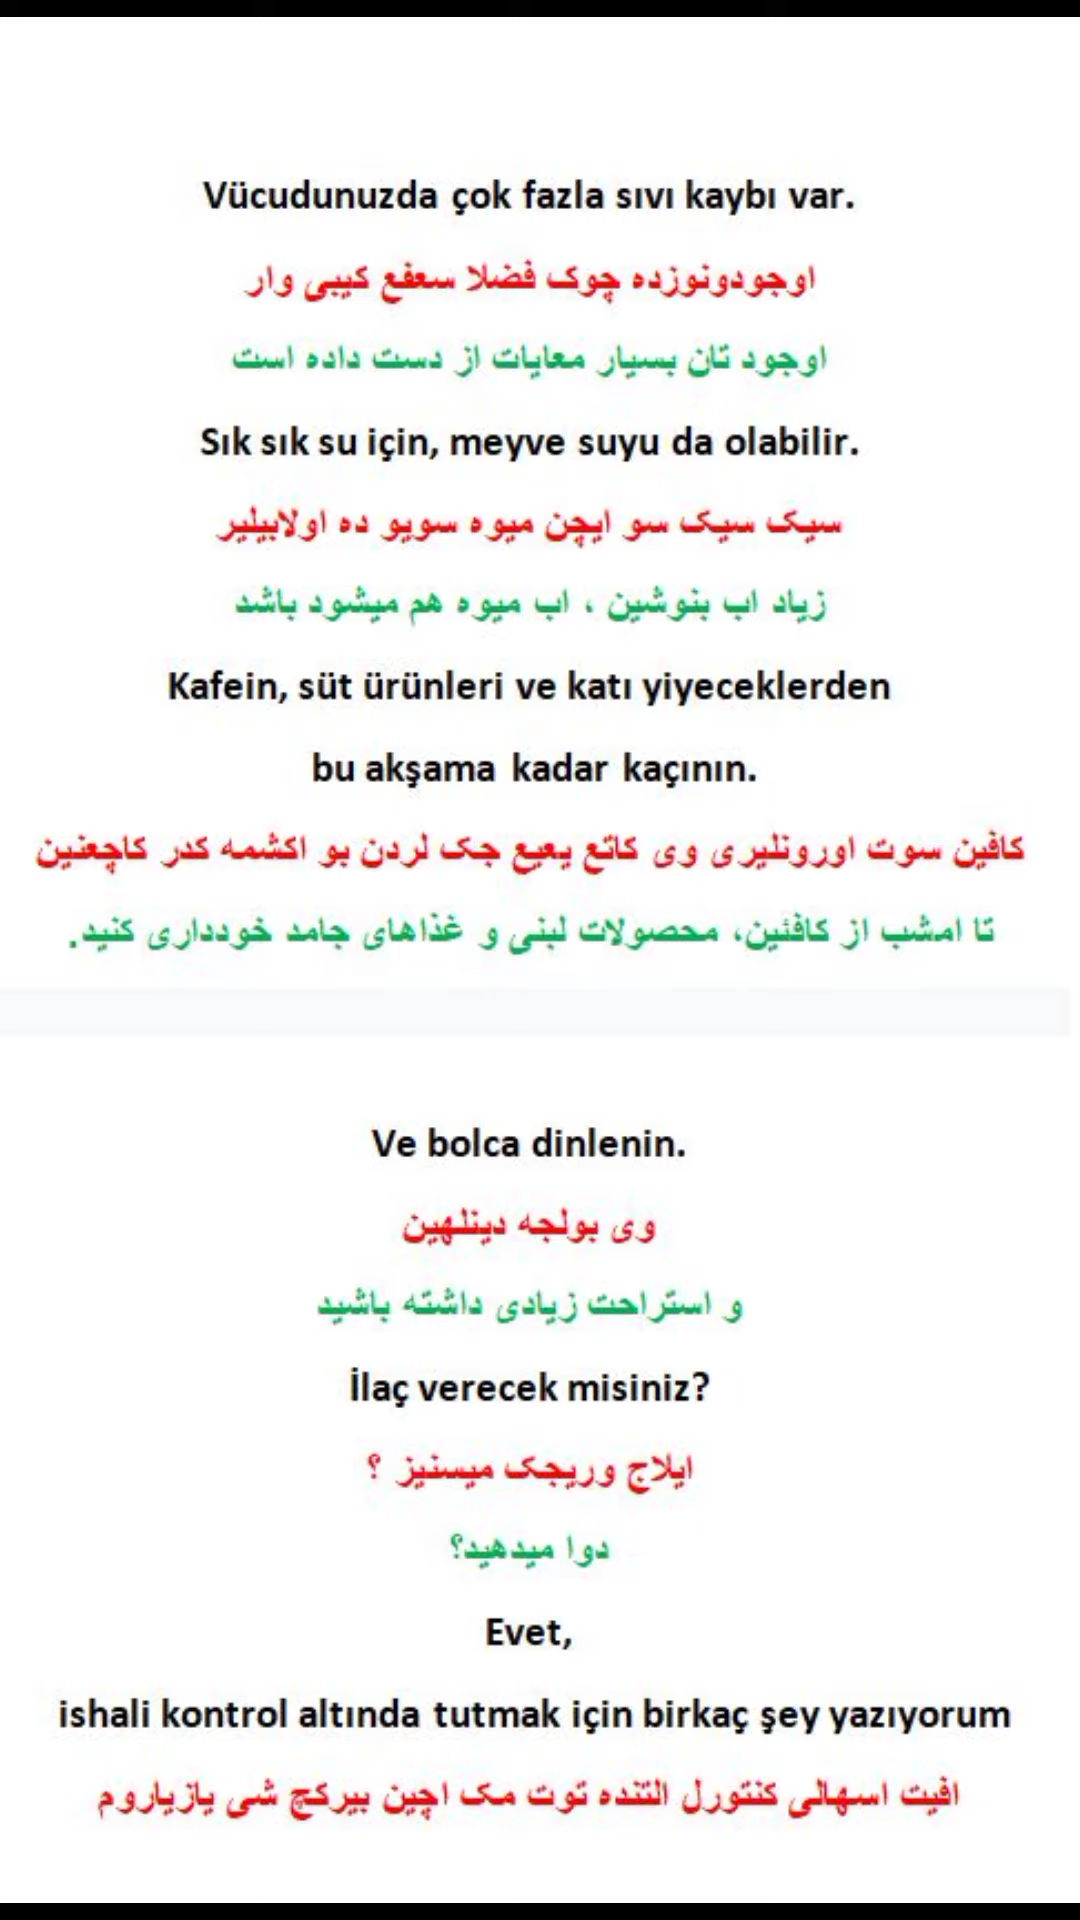 Vücudunuzda çok fazla sıvı kaybı var.
اوجودونوزده چوک فضلا سعفع کیبی وار
اوجود تان بسیار معایات از دست داده است
Sık sık su için, meyve suyu da olabilir.
سیک سیک سو ایچن میوه سویو ده اولابیلیر
زیاد اب بنوشین ، اب میوه هم میشود باشد
Kafein, süt ürünleri ve katı yiyeceklerden
bu akşama kadar kaçının.
کافین سوت اورونلیری وی کاتع یعیع جک لردن بو اکشمه کدر کاچعنین
تا امشب از کافئین، محصولات لبنی و غذاهای جامد خودداری کنید.
Ve bolca dinlenin.
وی بولجه دینلهین
و استراحت زیادی داشته باشید
İlaç verecek misiniz?
ایلاج وریجک میسنیز ؟
دوا میدهید؟
Evet,
ishali kontrol altında tutmak için birkaç şey yazıyorum
افیت اسهالی کنتورل التنده توت مک اچین بیرکچ شی یازیاروم